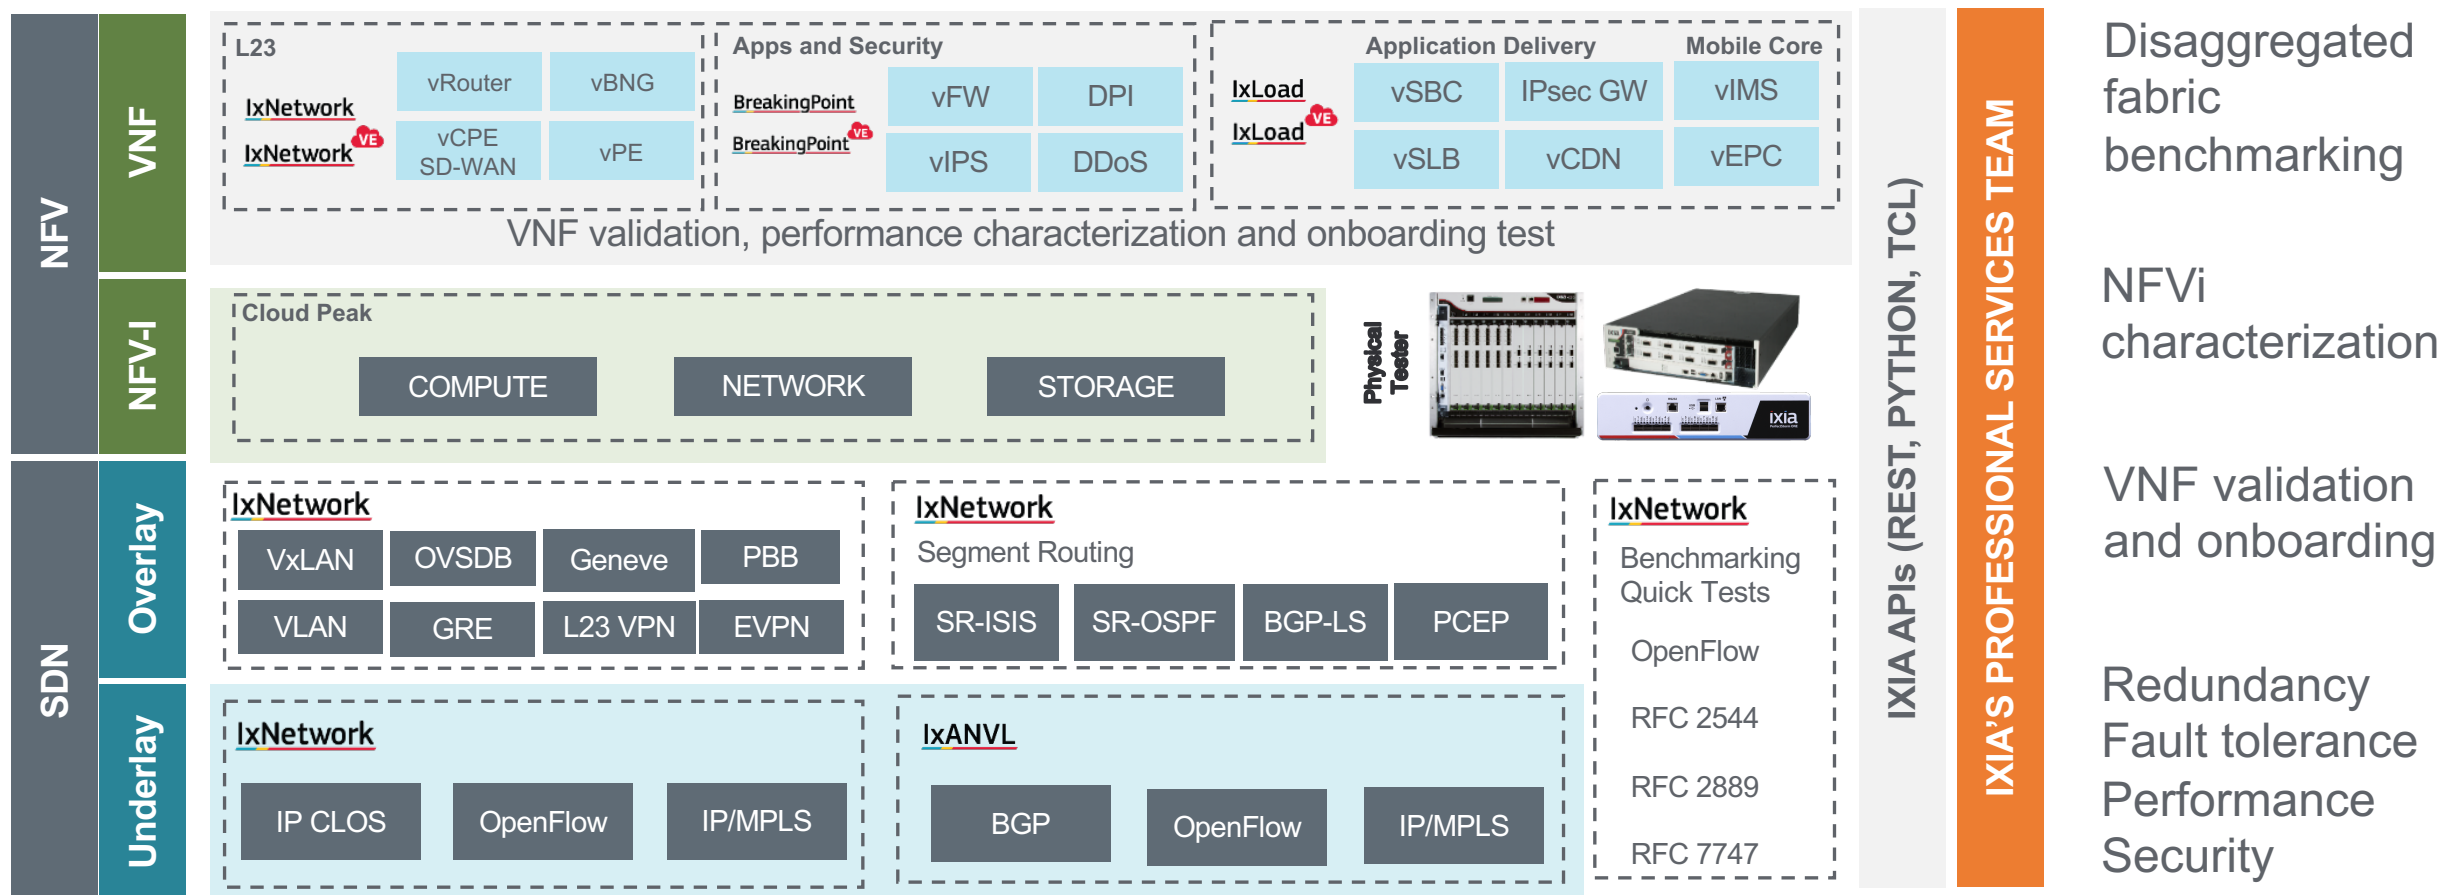 NFV
VNF
L23
IxNetwork
IxNetwork VE
vRouter
vBNG
vCPE
SD-WAN
vPE
Apps and Security
BreakingPoint
BreakingPoint VE
vFW
DPI
vIPS
DDoS
Application Delivery
Mobile Core
IxLoad
IxLoad VE
vSBC
IPsec GW
vIMS
vSLB
vCDN
vEPC
VNF validation, performance characterization and onboarding test
NFV-I
Cloud Peak
COMPUTE
NETWORK
STORAGE
Physical
Tester
ixia
SDN
Overlay
IxNetwork
VxLAN
OVSDB
Geneve
PBB
VLAN
GRE
L23 VPN
EVPN
IxNetwork
Segment Routing
SR-ISIS
SR-OSPF
BGP-LS
PCEP
IxNetwork
Benchmarking
Quick Tests
OpenFlow
RFC 2544
RFC 2889
RFC 7747
Underlay
IxNetwork
IP CLOS
OpenFlow
IP/MPLS
IxANVL
BGP
OpenFlow
IP/MPLS
IXIA APIs (REST, PYTHON, TCL)
IXIA’S PROFESSIONAL SERVICES TEAM
Disaggregated
fabric
benchmarking
NFVi
characterization
VNF validation
and onboarding
Redundancy
Fault tolerance
Performance
Security